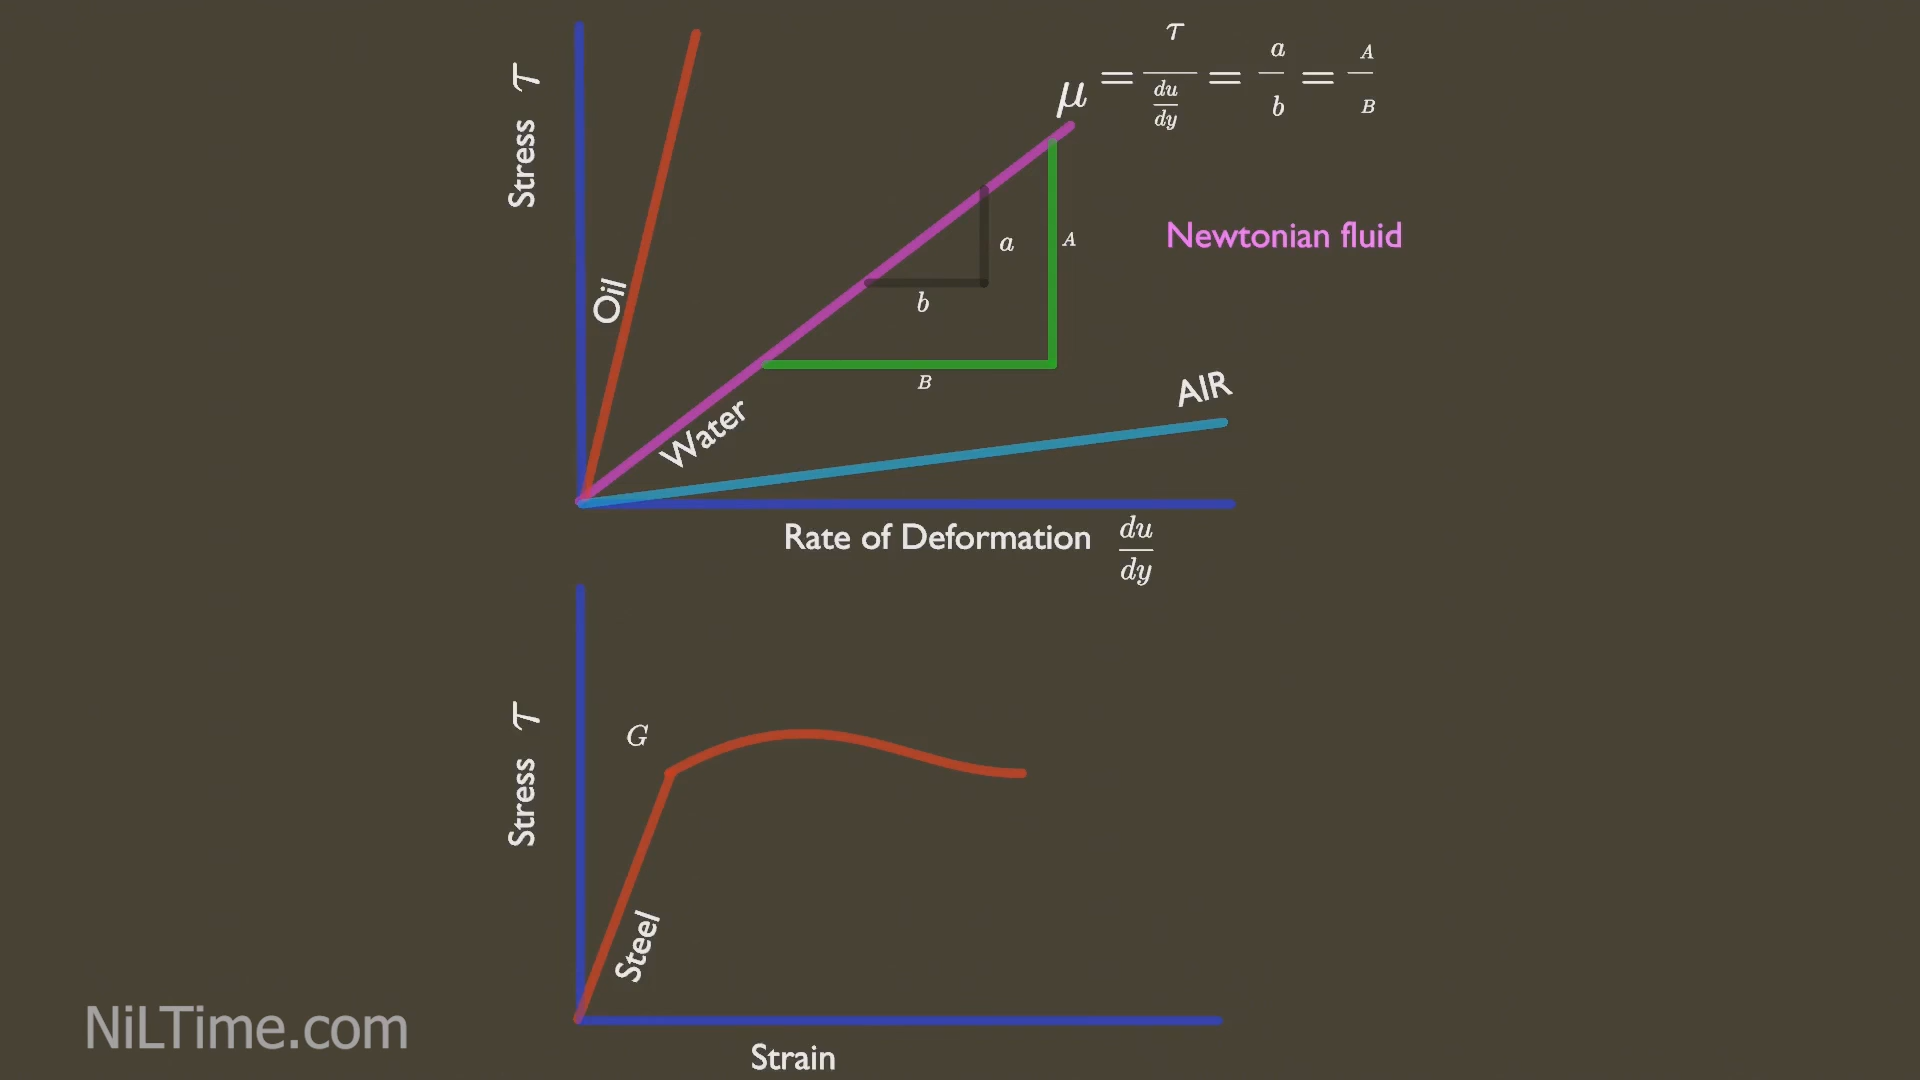 Stress τ
μ = τ / du/dy = a / b = A / B
Oil
a
A
Newtonian fluid
b
B
AIR
Water
Rate of Deformation du/dy
Stress τ
G
Steel
NiLTime.com
Strain